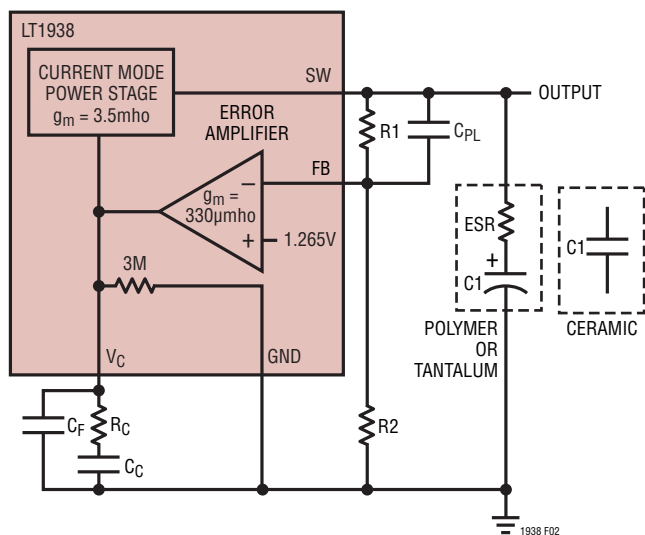 LT1938
CURRENT MODE
POWER STAGE
gm = 3.5mho
SW
ERROR
AMPLIFIER
FB
gm =
330µmho
−
+
1.265V
3M
VC
GND
CF
RC
CC
R1
CPL
OUTPUT
R2
ESR
+
C1
POLYMER
OR
TANTALUM
C1
CERAMIC
1938 F02